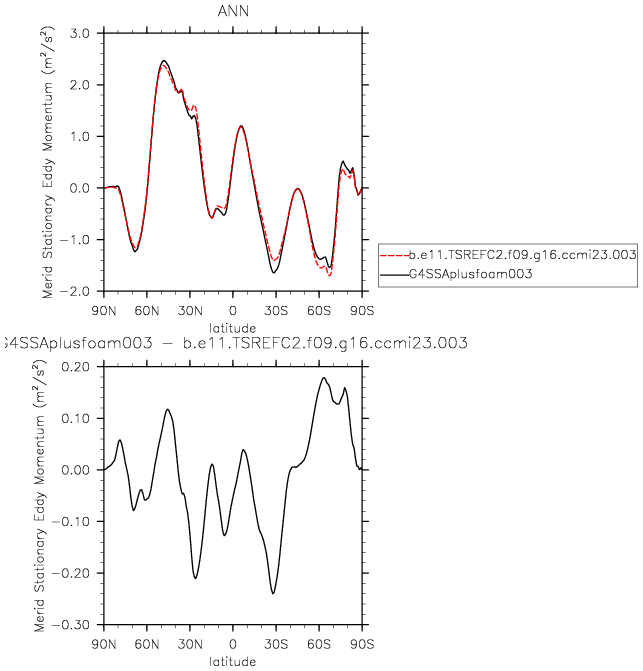 ANN
Merid Stationary Eddy Momentum (m²/s²)
3.0
2.0
1.0
0.0
-1.0
-2.0
90N 60N 30N 0 30S 60S 90S
latitude
b.e11.TSREFC2.f09.g16.ccmi23.003
G4SSAplusfoam003
G4SSAplusfoam003 - b.e11.TSREFC2.f09.g16.ccmi23.003
Merid Stationary Eddy Momentum (m²/s²)
0.20
0.10
0.00
-0.10
-0.20
-0.30
90N 60N 30N 0 30S 60S 90S
latitude